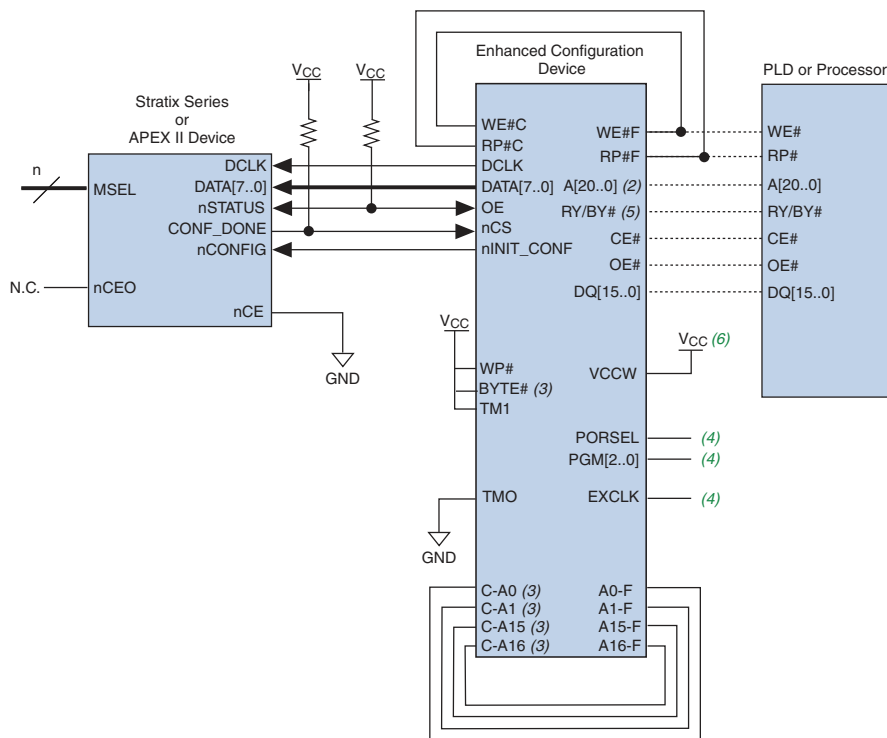 Enhanced Configuration
Device
PLD or Processor
Stratix Series
or
APEX II Device
VCC
VCC
n
MSEL
DCLK
DATA[7..0]
nSTATUS
CONF_DONE
nCONFIG
N.C.
nCEO
nCE
GND
WE#C
RP#C
DCLK
DATA[7..0]
OE
nCS
nINIT_CONF
WE#F
RP#F
A[20..0] (2)
RY/BY# (5)
CE#
OE#
DQ[15..0]
WE#
RP#
A[20..0]
RY/BY#
CE#
OE#
DQ[15..0]
VCC
WP#
BYTE# (3)
TM1
VCC (6)
VCCW
PORSEL
(4)
PGM[2..0]
(4)
TMO
EXCLK
(4)
GND
C-A0 (3)
A0-F
C-A1 (3)
A1-F
C-A15 (3)
A15-F
C-A16 (3)
A16-F